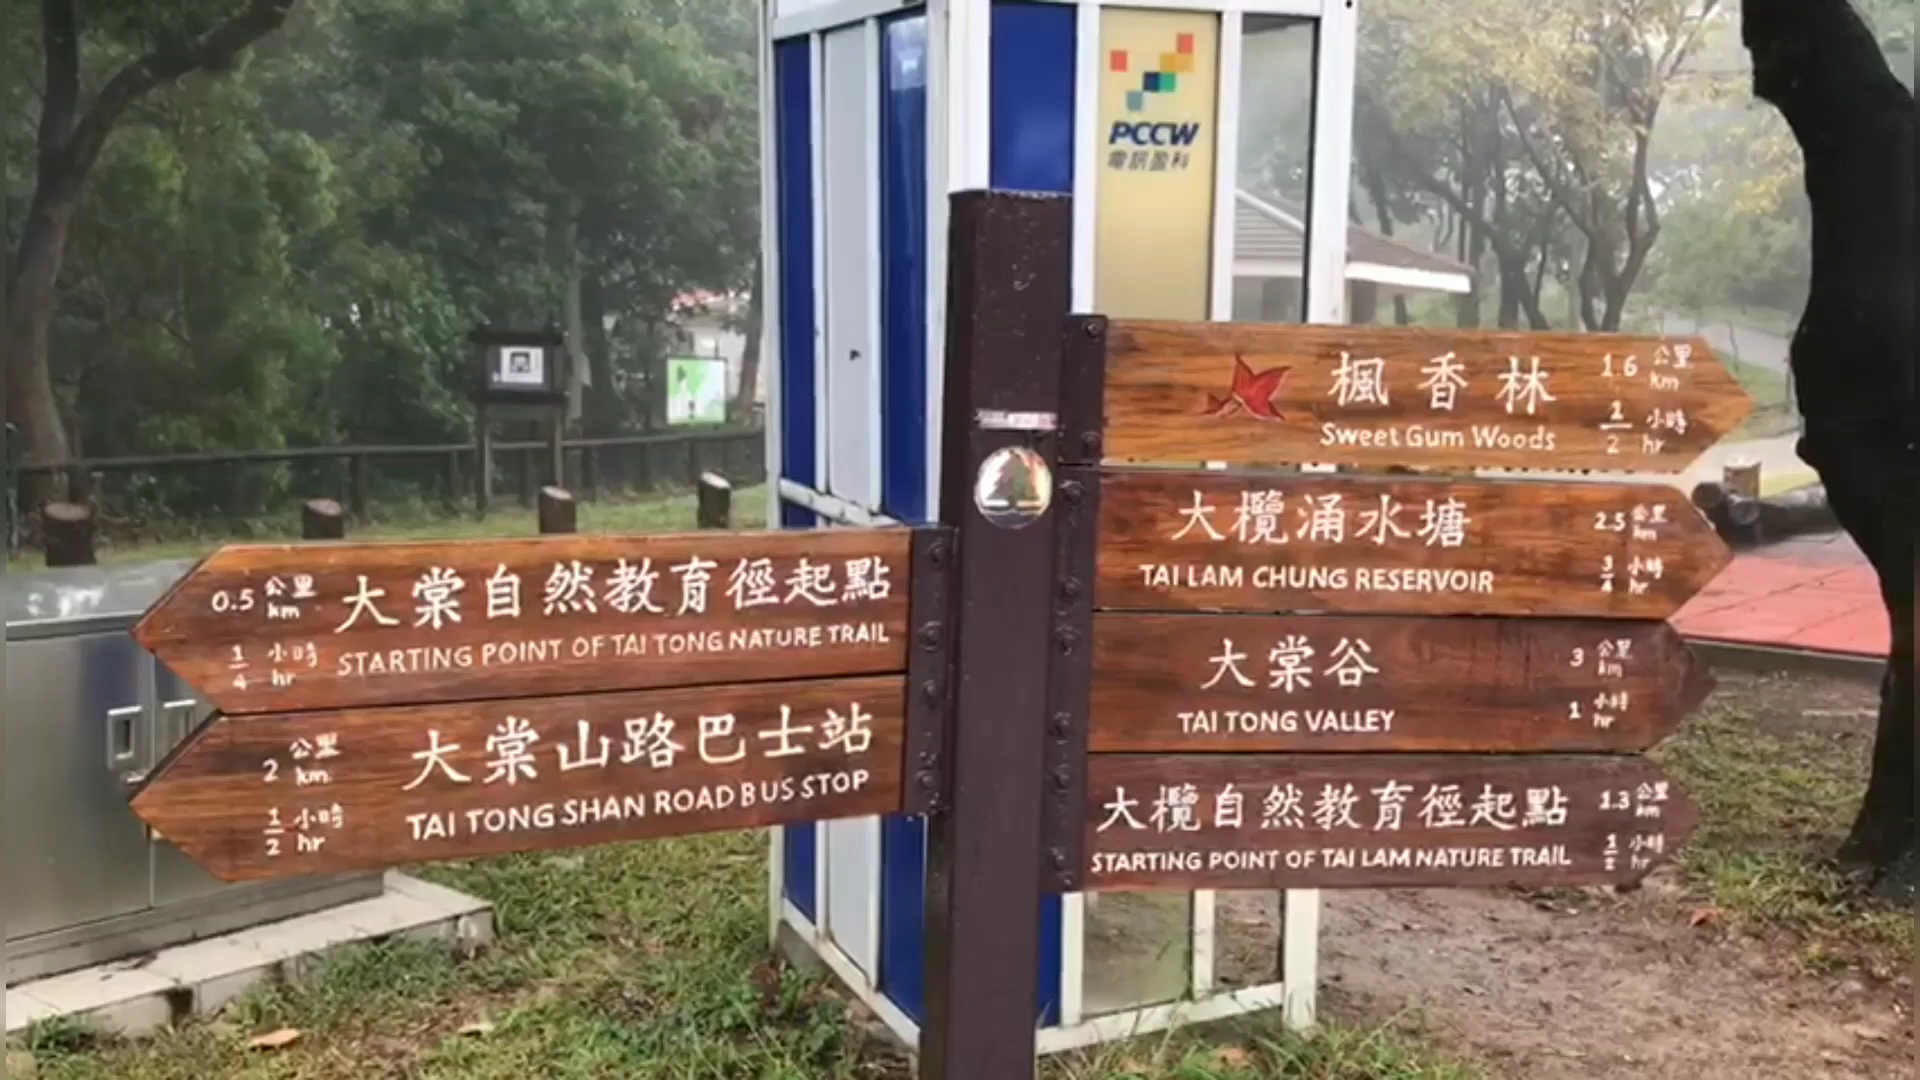 PCCW
電訊盈科
楓香林
Sweet Gum Woods
1.6 公里 km
1/2 小時 hr
大欖涌水塘
TAI LAM CHUNG RESERVOIR
2.5 公里 km
3/4 小時 hr
大棠谷
TAI TONG VALLEY
3 公里 km
1 小時 hr
大欖自然教育徑起點
STARTING POINT OF TAI LAM NATURE TRAIL
1.3 公里 km
1/2 小時 hr
0.5 公里 km
1/4 小時 hr
大棠自然教育徑起點
STARTING POINT OF TAI TONG NATURE TRAIL
2 公里 km
1/2 小時 hr
大棠山路巴士站
TAI TONG SHAN ROAD BUS STOP